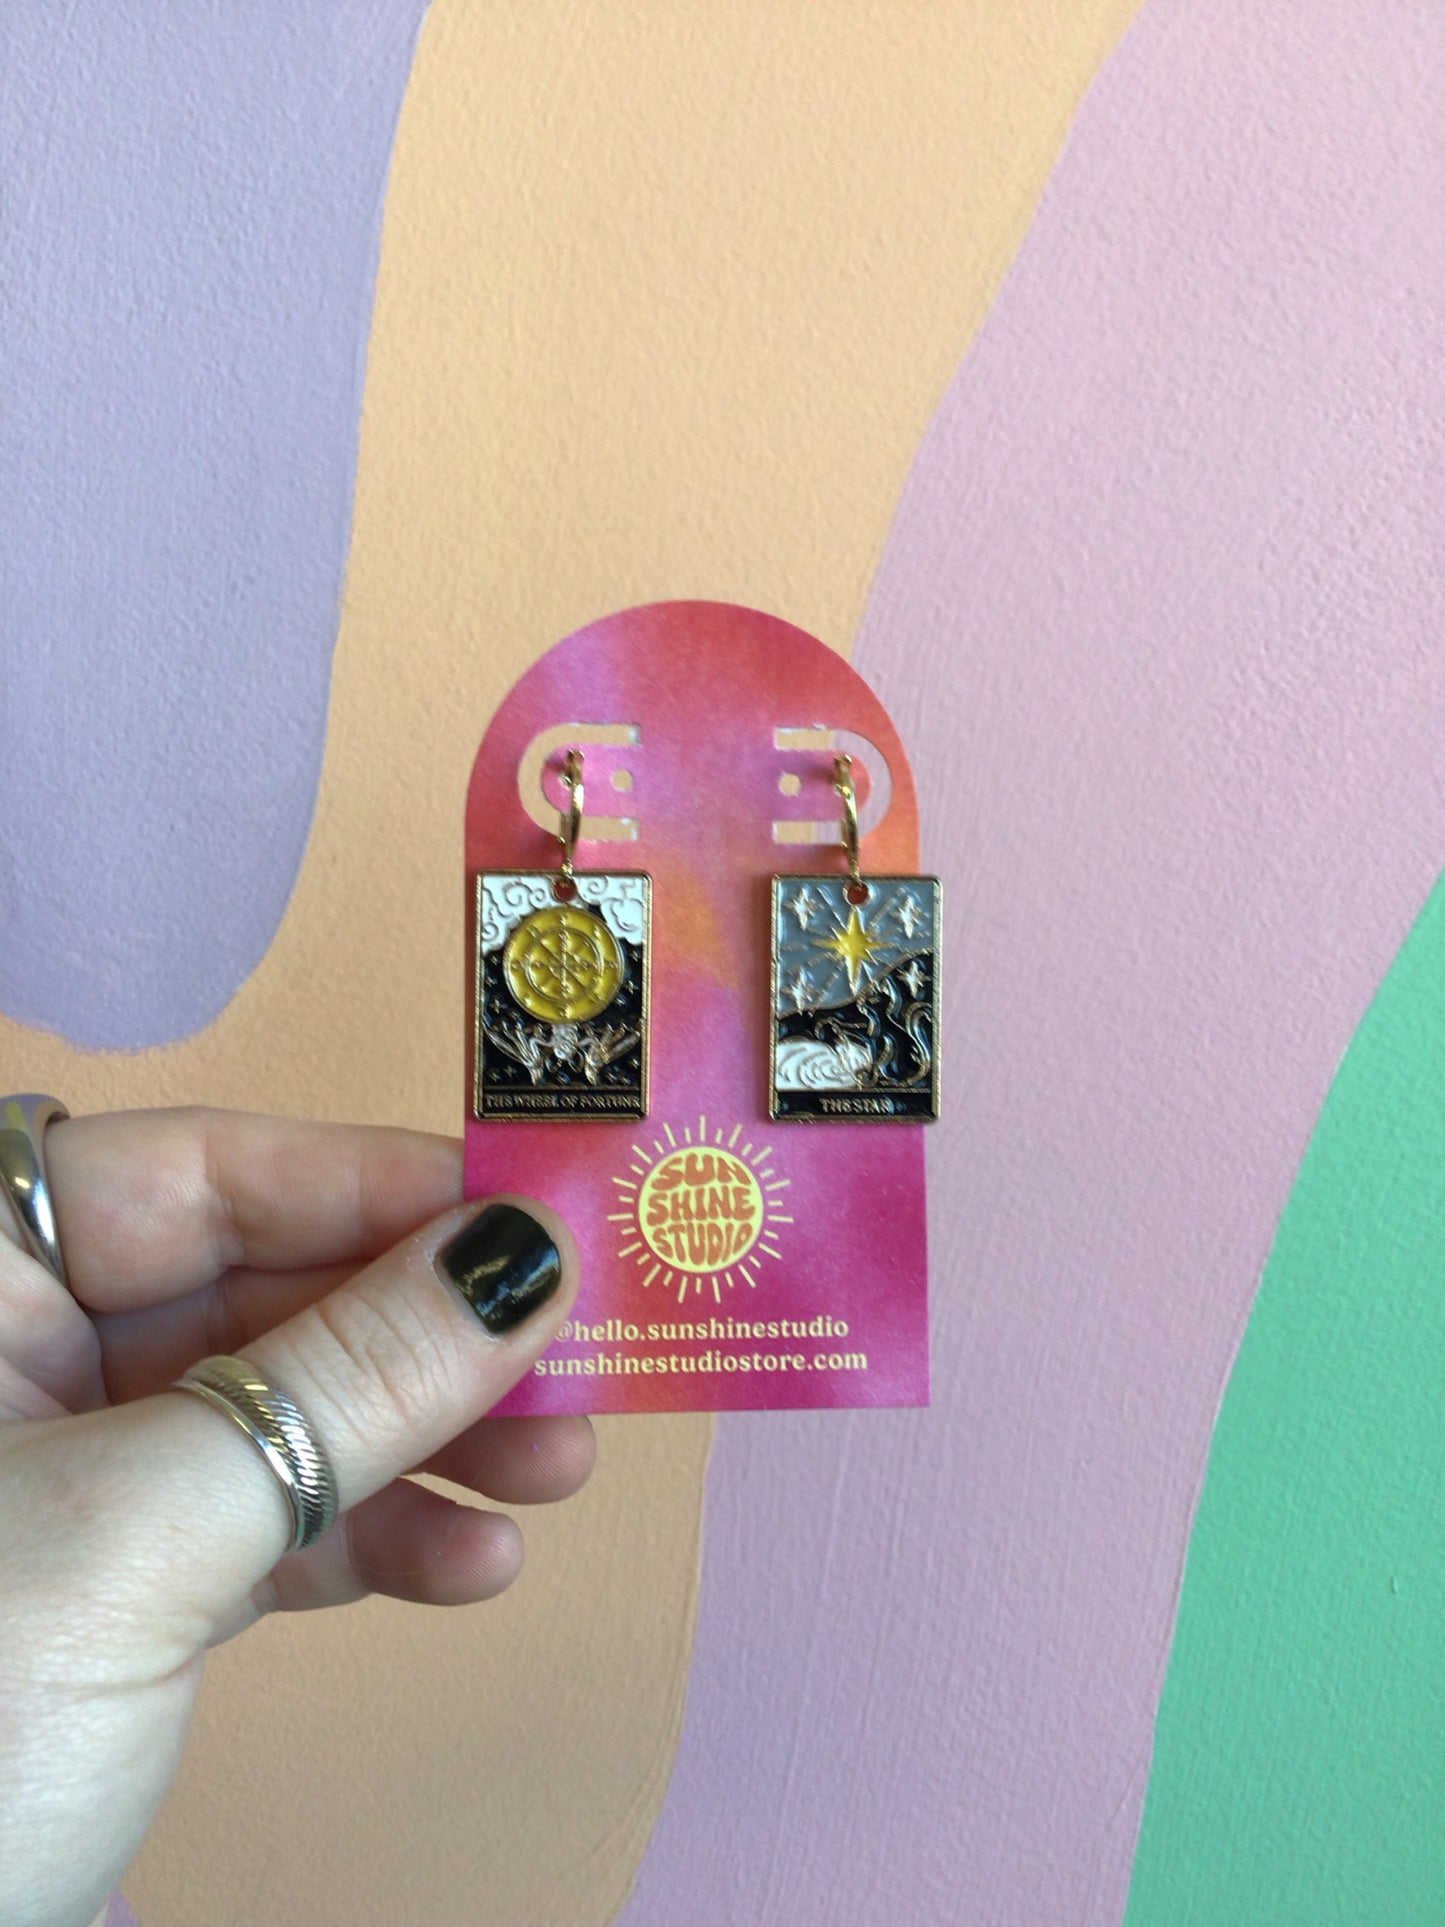 THE WHEEL OF FORTUNE
THE STAR
SUN
SHINE
STUDIO
@hello.sunshinestudio
sunshinestudiostore.com